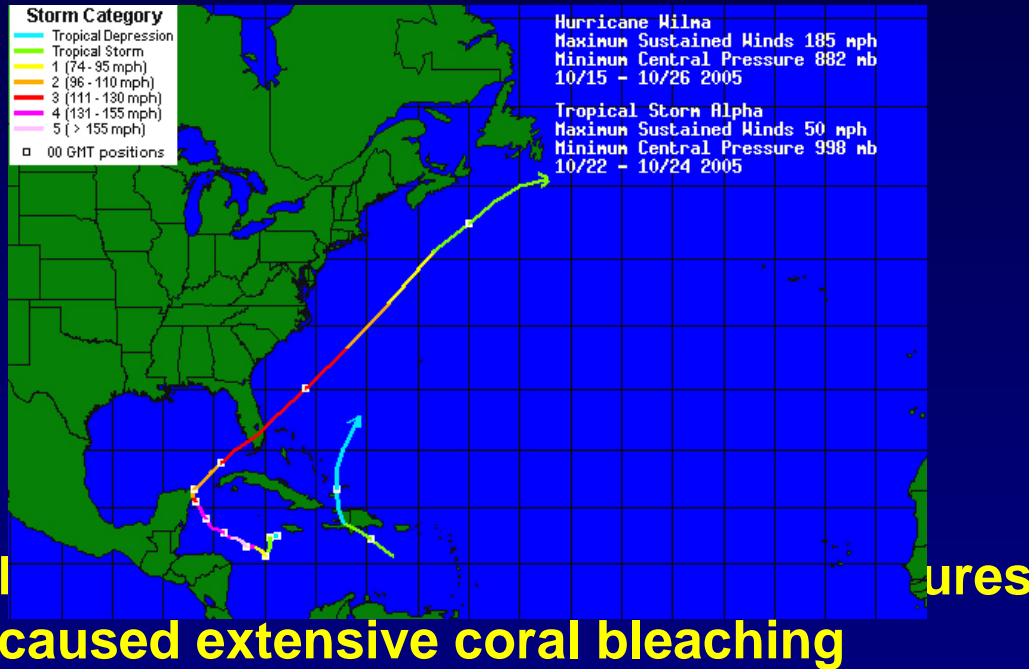 Storm Category
Tropical Depression
Tropical Storm
1 (74 - 95 mph)
2 (96 - 110 mph)
3 (111 - 130 mph)
4 (131 - 155 mph)
5 ( > 155 mph)
00 GMT positions
Hurricane Wilma
Maximum Sustained Winds 185 mph
Minimum Central Pressure 882 mb
10/15 - 10/26 2005
Tropical Storm Alpha
Maximum Sustained Winds 50 mph
Minimum Central Pressure 998 mb
10/22 - 10/24 2005
caused extensive coral bleaching